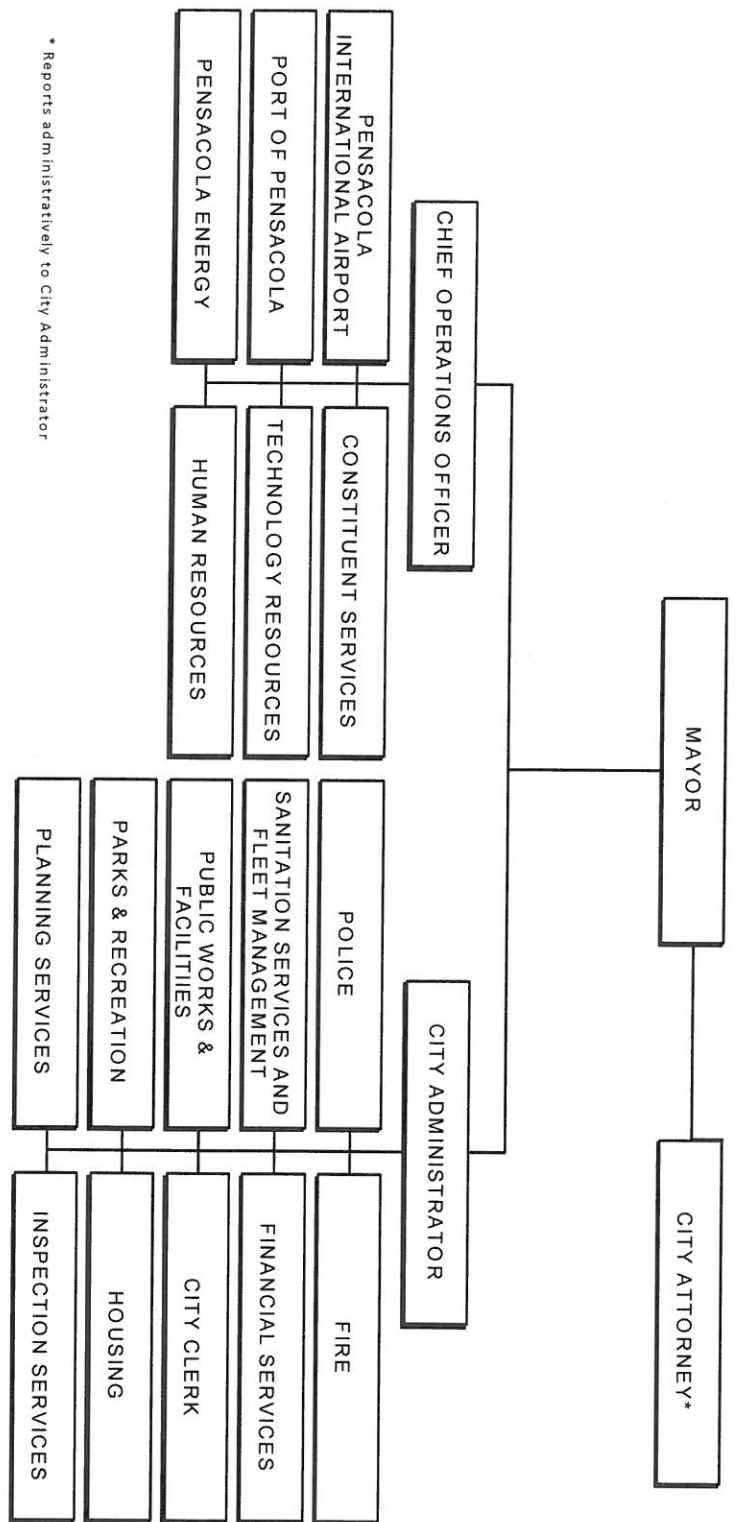 MAYOR
CITY ATTORNEY*
CHIEF OPERATIONS OFFICER
CITY ADMINISTRATOR
PENSACOLA
INTERNATIONAL AIRPORT
CONSTITUENT SERVICES
PORT OF PENSACOLA
TECHNOLOGY RESOURCES
PENSACOLA ENERGY
HUMAN RESOURCES
POLICE
FIRE
SANITATION SERVICES AND
FLEET MANAGEMENT
FINANCIAL SERVICES
PUBLIC WORKS &
FACILITIIES
CITY CLERK
PARKS & RECREATION
HOUSING
PLANNING SERVICES
INSPECTION SERVICES
* Reports administratively to City Administrator